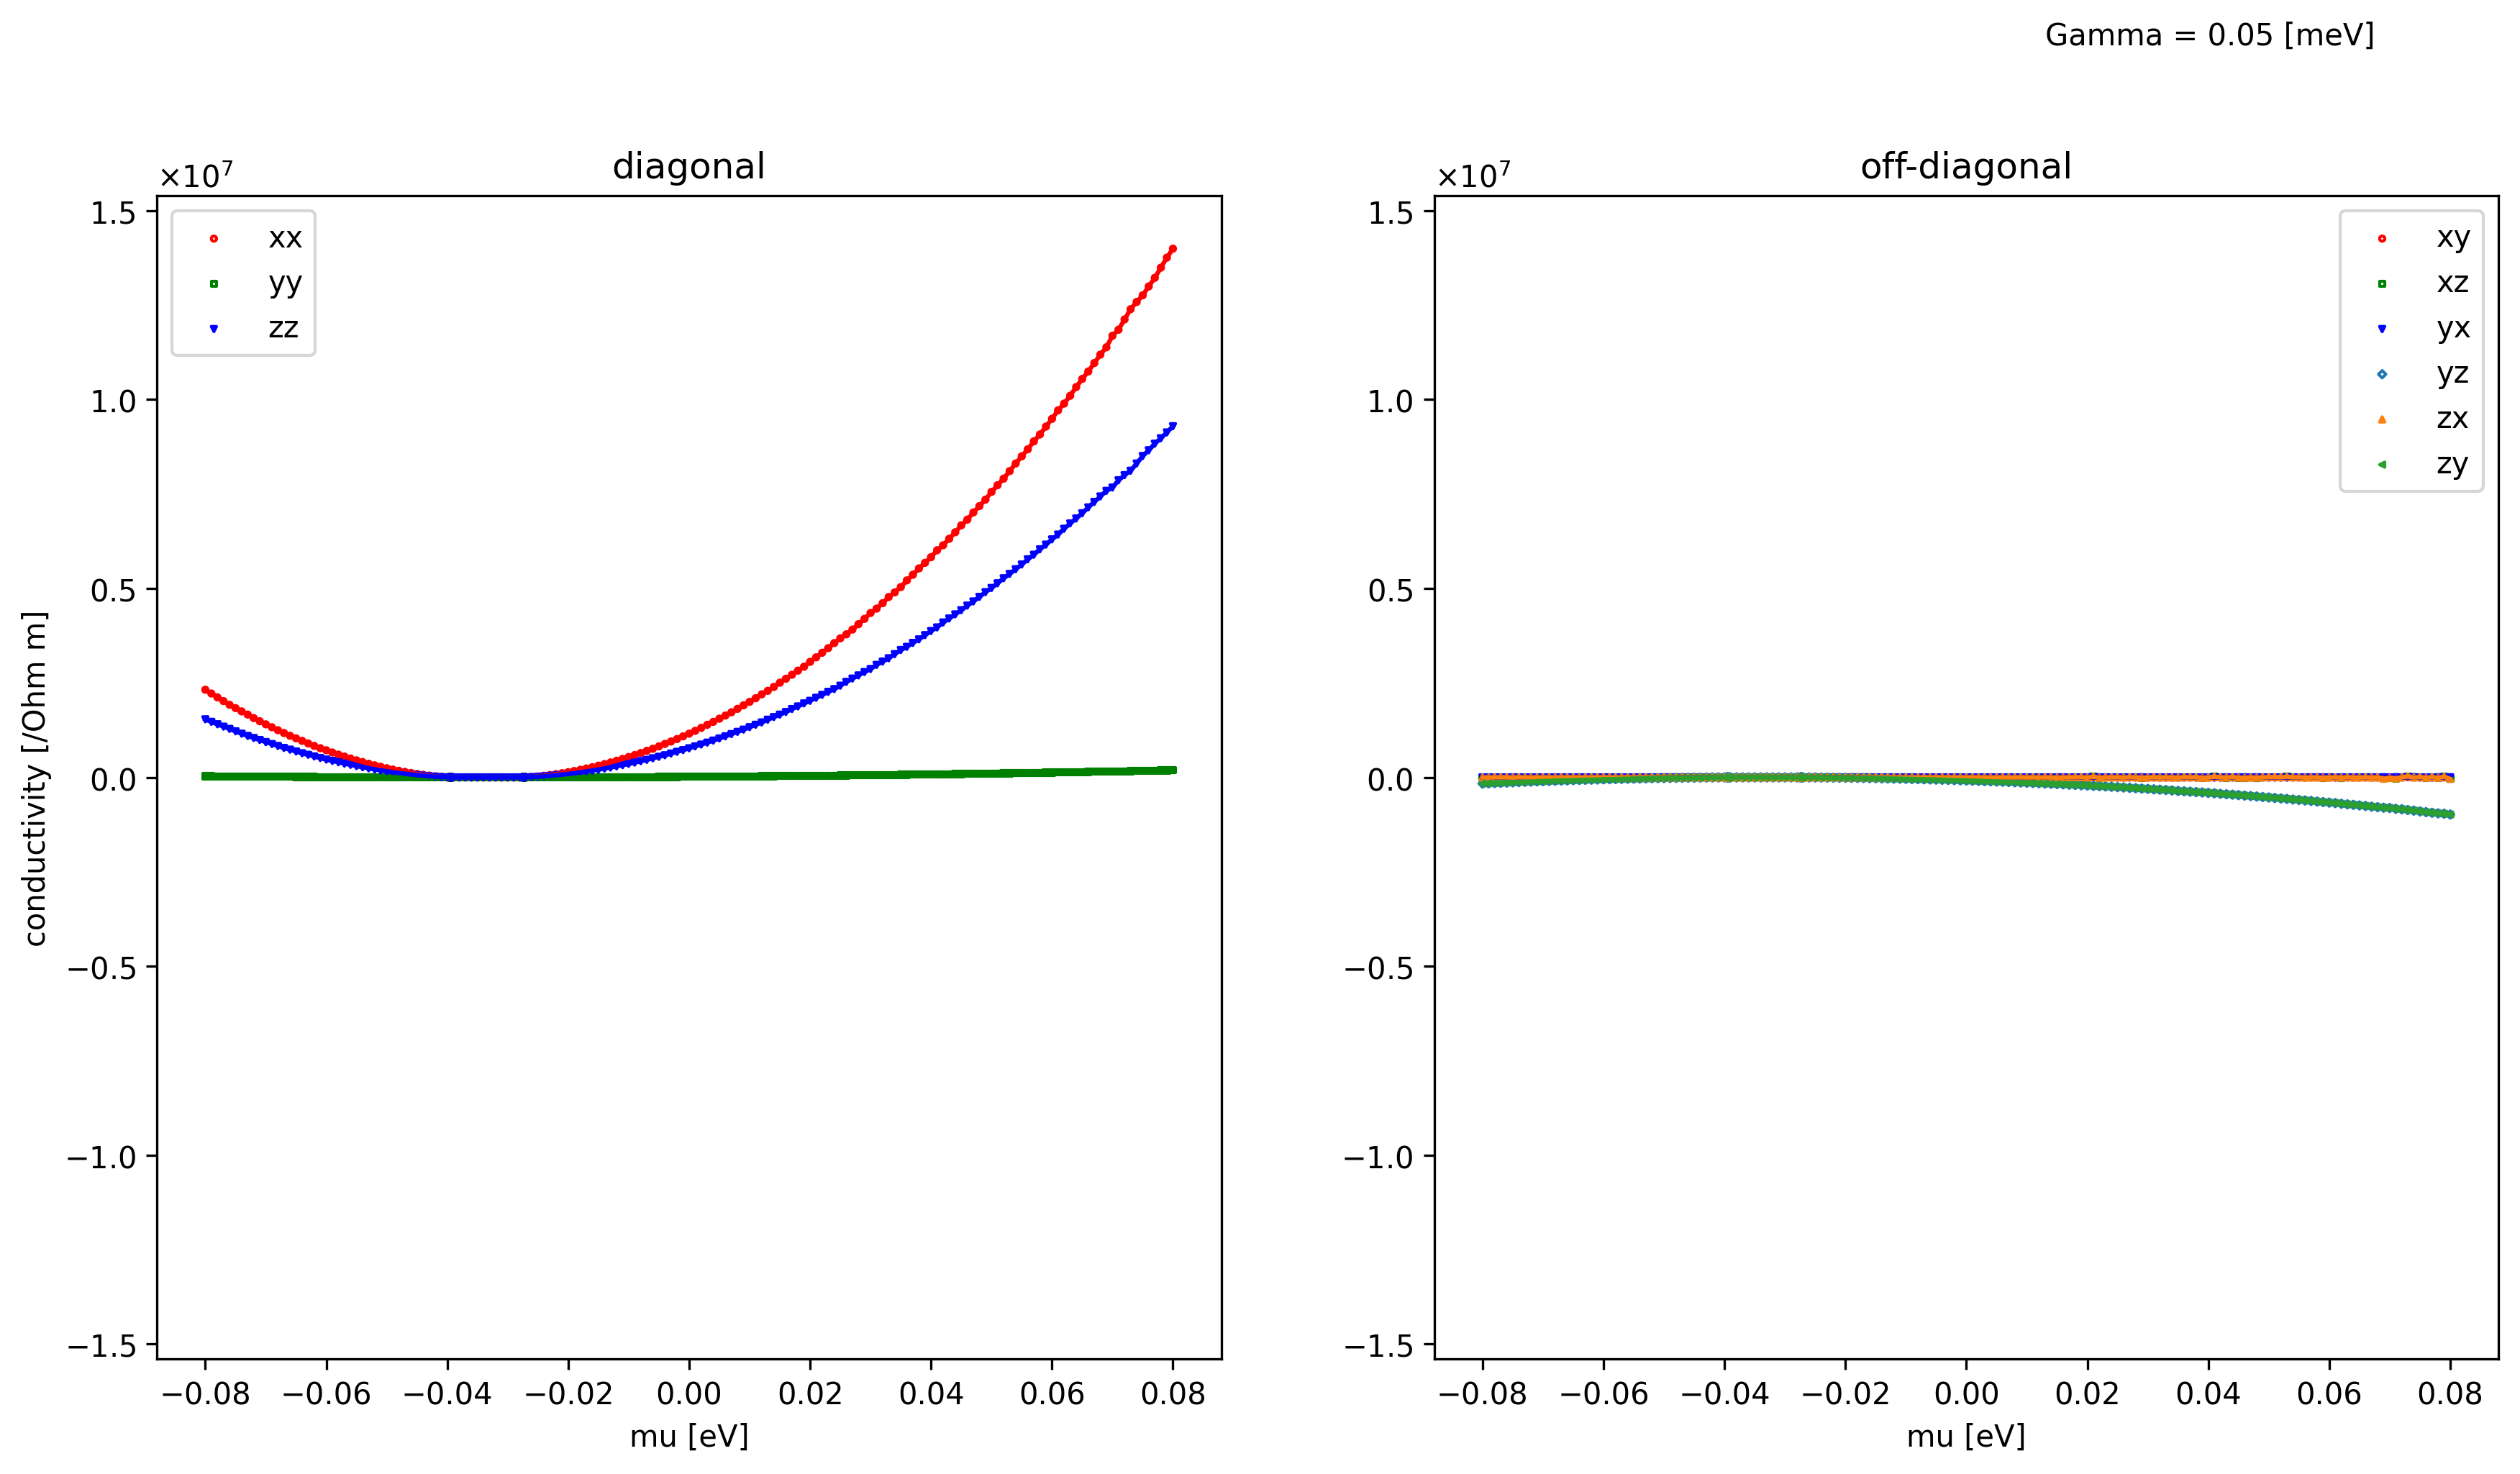 Gamma = 0.05 [meV]
diagonal
×10⁷
1.5
1.0
0.5
0.0
−0.5
−1.0
−1.5
conductivity [/Ohm m]
xx
yy
zz
−0.08 −0.06 −0.04 −0.02 0.00 0.02 0.04 0.06 0.08
mu [eV]
off-diagonal
×10⁷
1.5
1.0
0.5
0.0
−0.5
−1.0
−1.5
xy
xz
yx
yz
zx
zy
−0.08 −0.06 −0.04 −0.02 0.00 0.02 0.04 0.06 0.08
mu [eV]